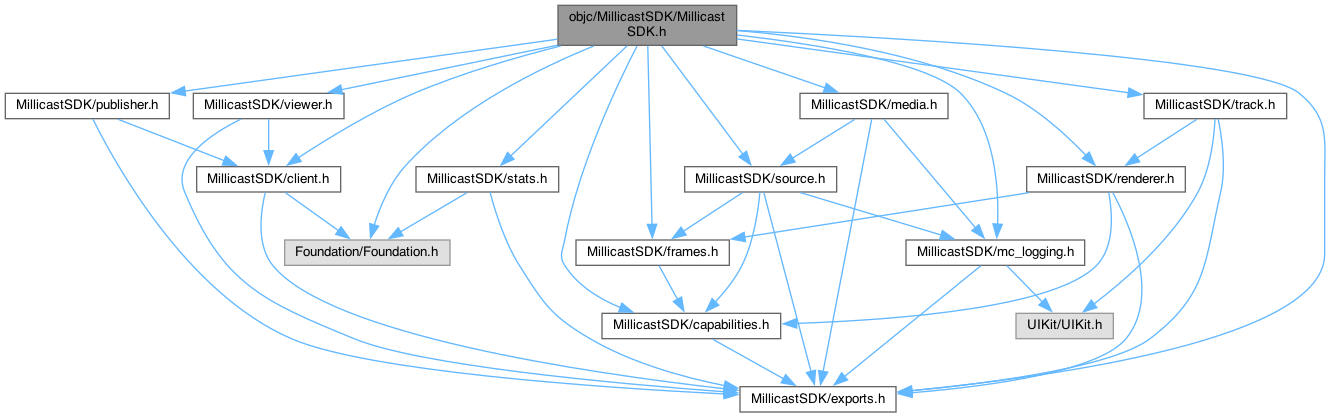 objc/MillicastSDK/Millicast
SDK.h
MillicastSDK/publisher.h
MillicastSDK/viewer.h
MillicastSDK/media.h
MillicastSDK/track.h
MillicastSDK/client.h
MillicastSDK/stats.h
MillicastSDK/source.h
MillicastSDK/renderer.h
Foundation/Foundation.h
MillicastSDK/frames.h
MillicastSDK/mc_logging.h
MillicastSDK/capabilities.h
UIKit/UIKit.h
MillicastSDK/exports.h